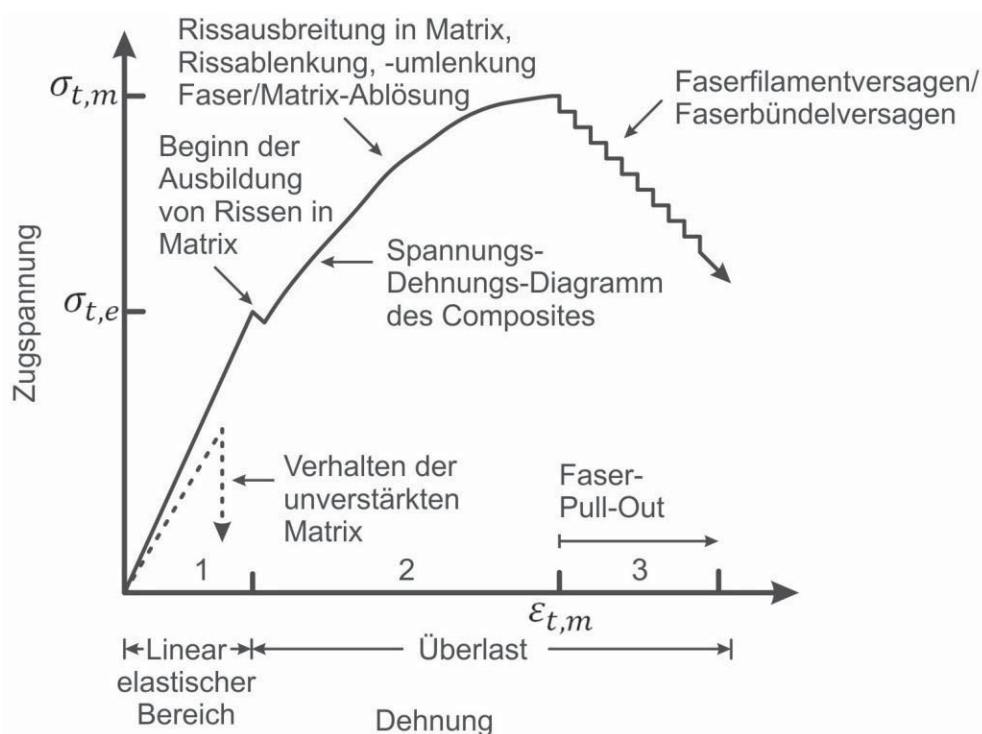 Rissausbreitung in Matrix,
Rissablenkung, -umlenkung
Faser/Matrix-Ablösung
Faserfilamentversagen/
Faserbündelversagen
σt,m
Beginn der
Ausbildung
von Rissen in
Matrix
Spannungs-
Dehnungs-Diagramm
des Composites
σt,e
Zugspannung
Verhalten der
unverstärkten
Matrix
Faser-
Pull-Out
1
2
3
εt,m
Linear
elastischer
Bereich
Überlast
Dehnung